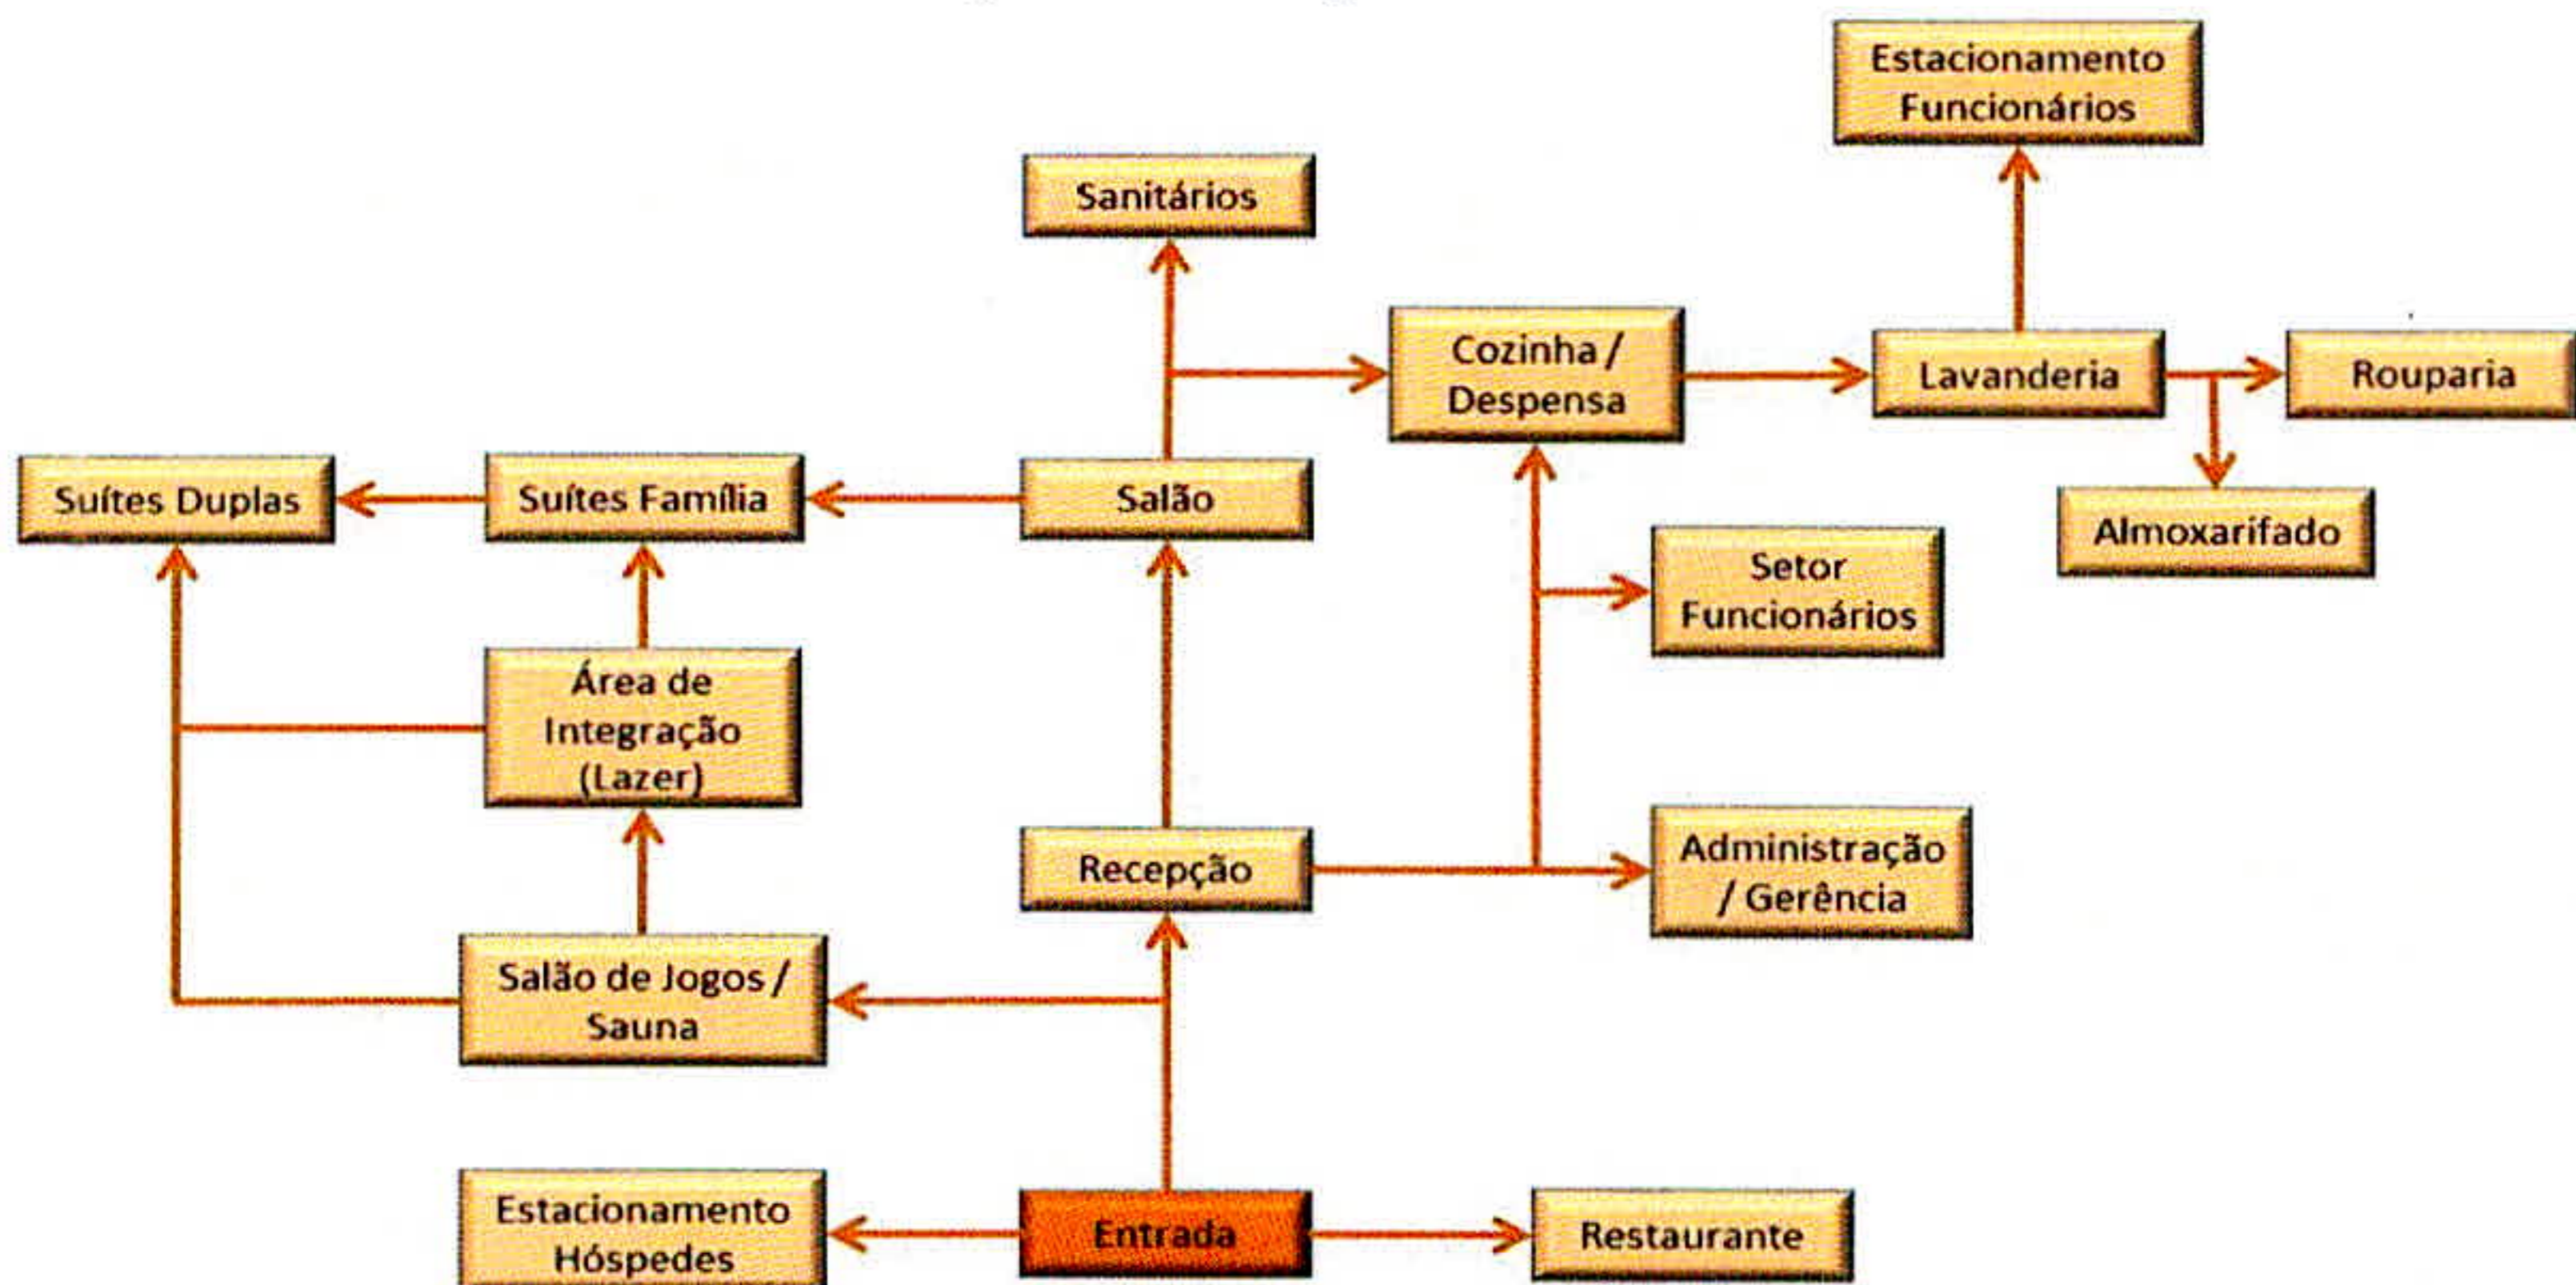 Estacionamento
Funcionários
Sanitários
Cozinha /
Despensa
Lavanderia
Rouparia
Suítes Duplas
Suítes Família
Salão
Almoxarifado
Setor
Funcionários
Área de
Integração
(Lazer)
Recepção
Administração
/ Gerência
Salão de Jogos /
Sauna
Estacionamento
Hóspedes
Entrada
Restaurante